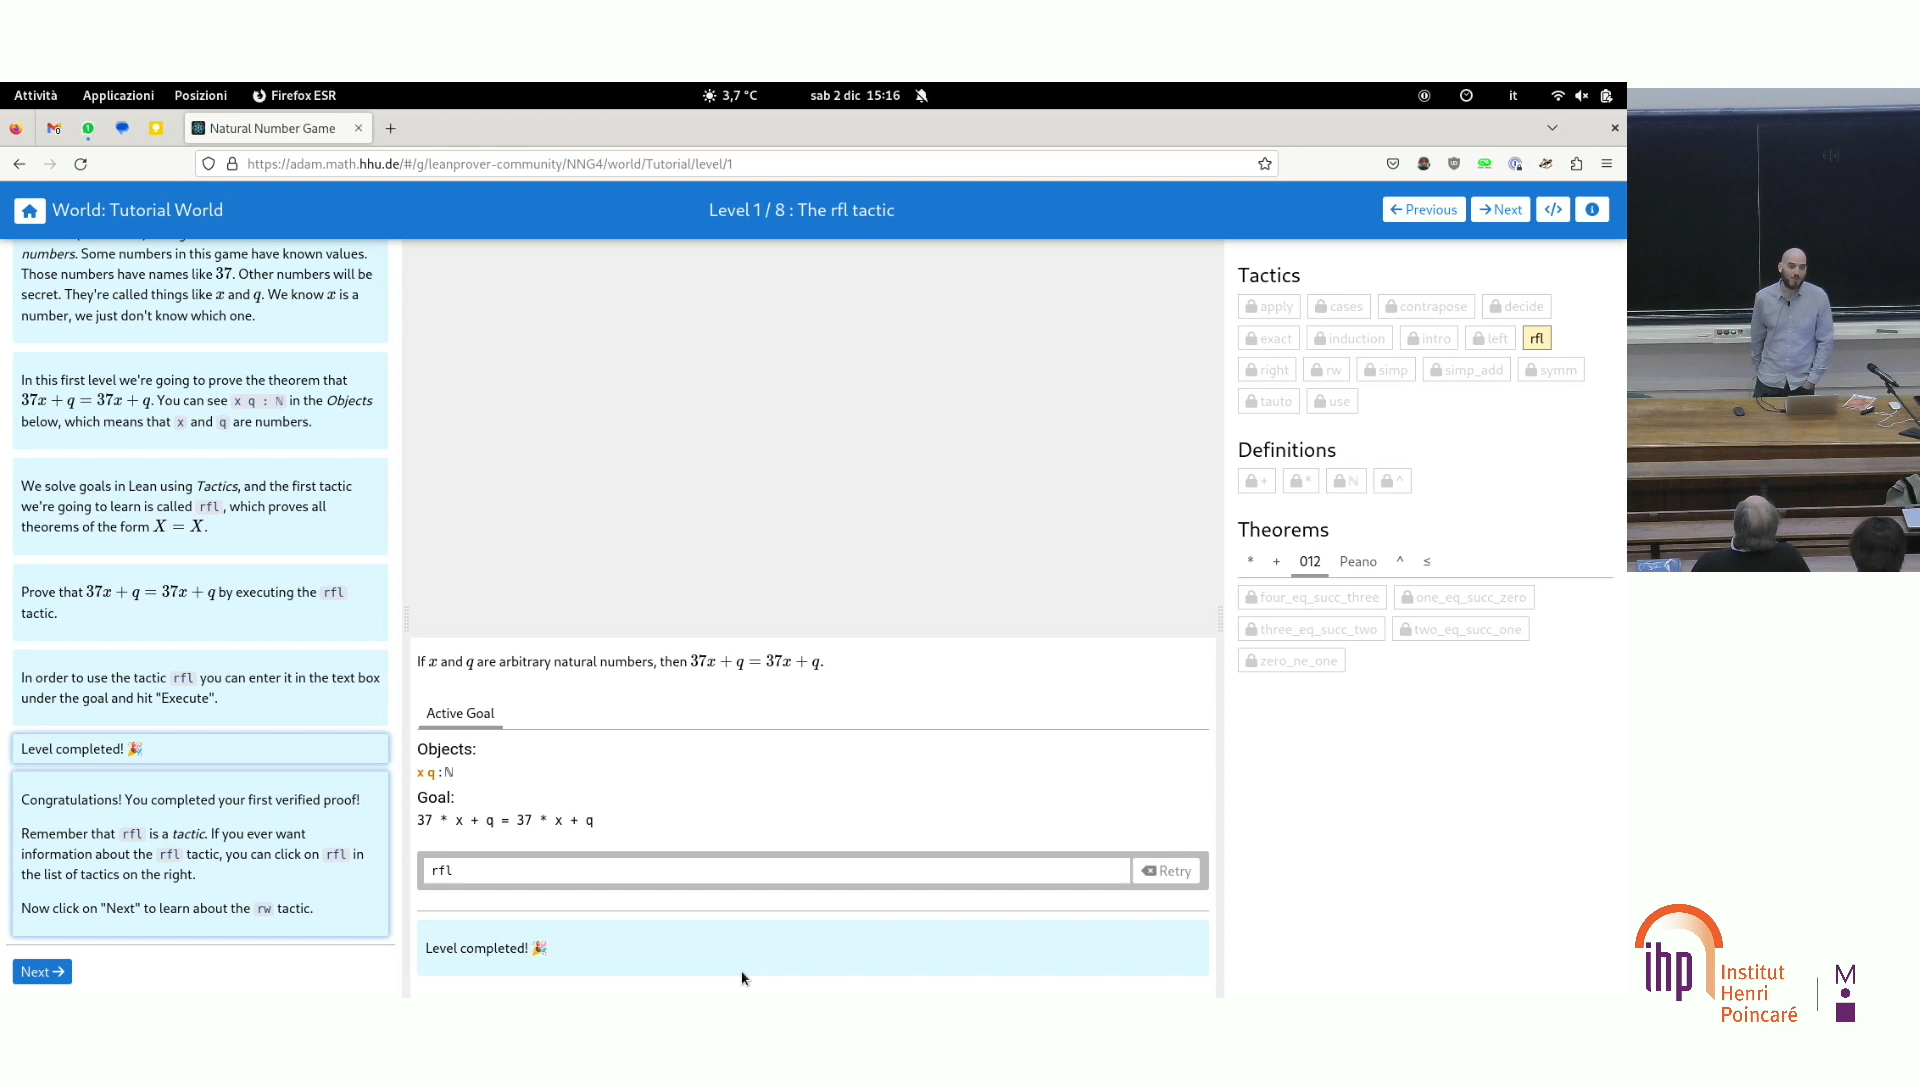 Attività Applicazioni Posizioni Firefox ESR 3,7 °C sab 2 dic 15:16 it
Natural Number Game
https://adam.math.hhu.de/#/g/leanprover-community/NNG4/world/Tutorial/level/1
World: Tutorial World
Level 1 / 8 : The rfl tactic
Previous
Next
</>
numbers. Some numbers in this game have known values.
Those numbers have names like 37. Other numbers will be
secret. They're called things like x and q. We know x is a
number, we just don't know which one.
In this first level we're going to prove the theorem that
37x + q = 37x + q. You can see x q : ℕ in the Objects
below, which means that x and q are numbers.
We solve goals in Lean using Tactics, and the first tactic
we're going to learn is called rfl, which proves all
theorems of the form X = X.
Prove that 37x + q = 37x + q by executing the rfl
tactic.
In order to use the tactic rfl you can enter it in the text box
under the goal and hit "Execute".
Level completed! 🎉
Congratulations! You completed your first verified proof!
Remember that rfl is a tactic. If you ever want
information about the rfl tactic, you can click on rfl in
the list of tactics on the right.
Now click on "Next" to learn about the rw tactic.
Next
If x and q are arbitrary natural numbers, then 37x + q = 37x + q.
Active Goal
Objects:
x q : ℕ
Goal:
37 * x + q = 37 * x + q
rfl
Retry
Level completed! 🎉
Tactics
apply cases contrapose decide
exact induction intro left rfl
right rw simp simp_add symm
tauto use
Definitions
+ * ℕ ^
Theorems
* + 012 Peano ^ ≤
four_eq_succ_three one_eq_succ_zero
three_eq_succ_two two_eq_succ_one
zero_ne_one
ihp
Institut
Henri
Poincaré
M